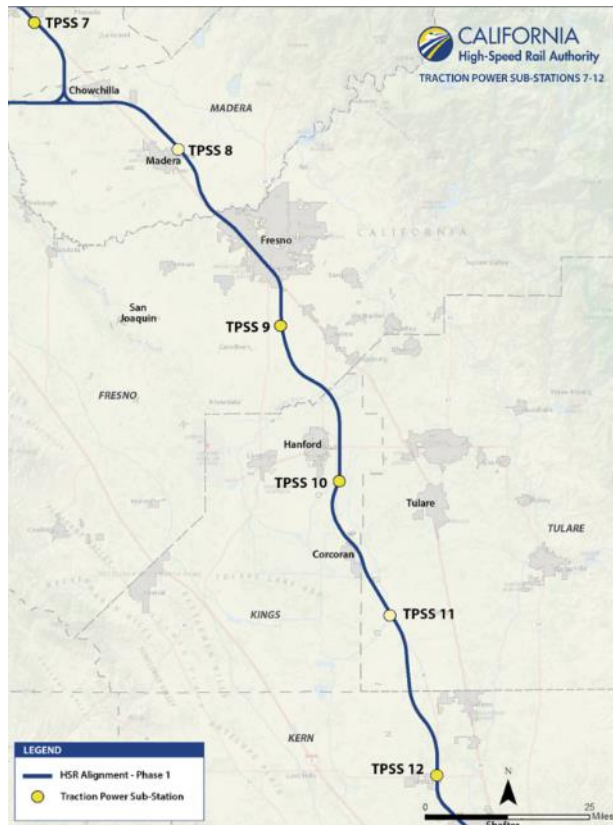 TPSS 7
CALIFORNIA
High-Speed Rail Authority
TRACTION POWER SUB-STATIONS 7-12
Chowchilla
MADERA
TPSS 8
Madera
Fresno
CALIFORNIA
San
Joaquin
TPSS 9
FRESNO
Hanford
TPSS 10
Tulare
TULARE
Corcoran
KINGS
TPSS 11
KERN
LEGEND
HSR Alignment - Phase 1
Traction Power Sub-Station
TPSS 12
N
0
25
Miles
Shafter